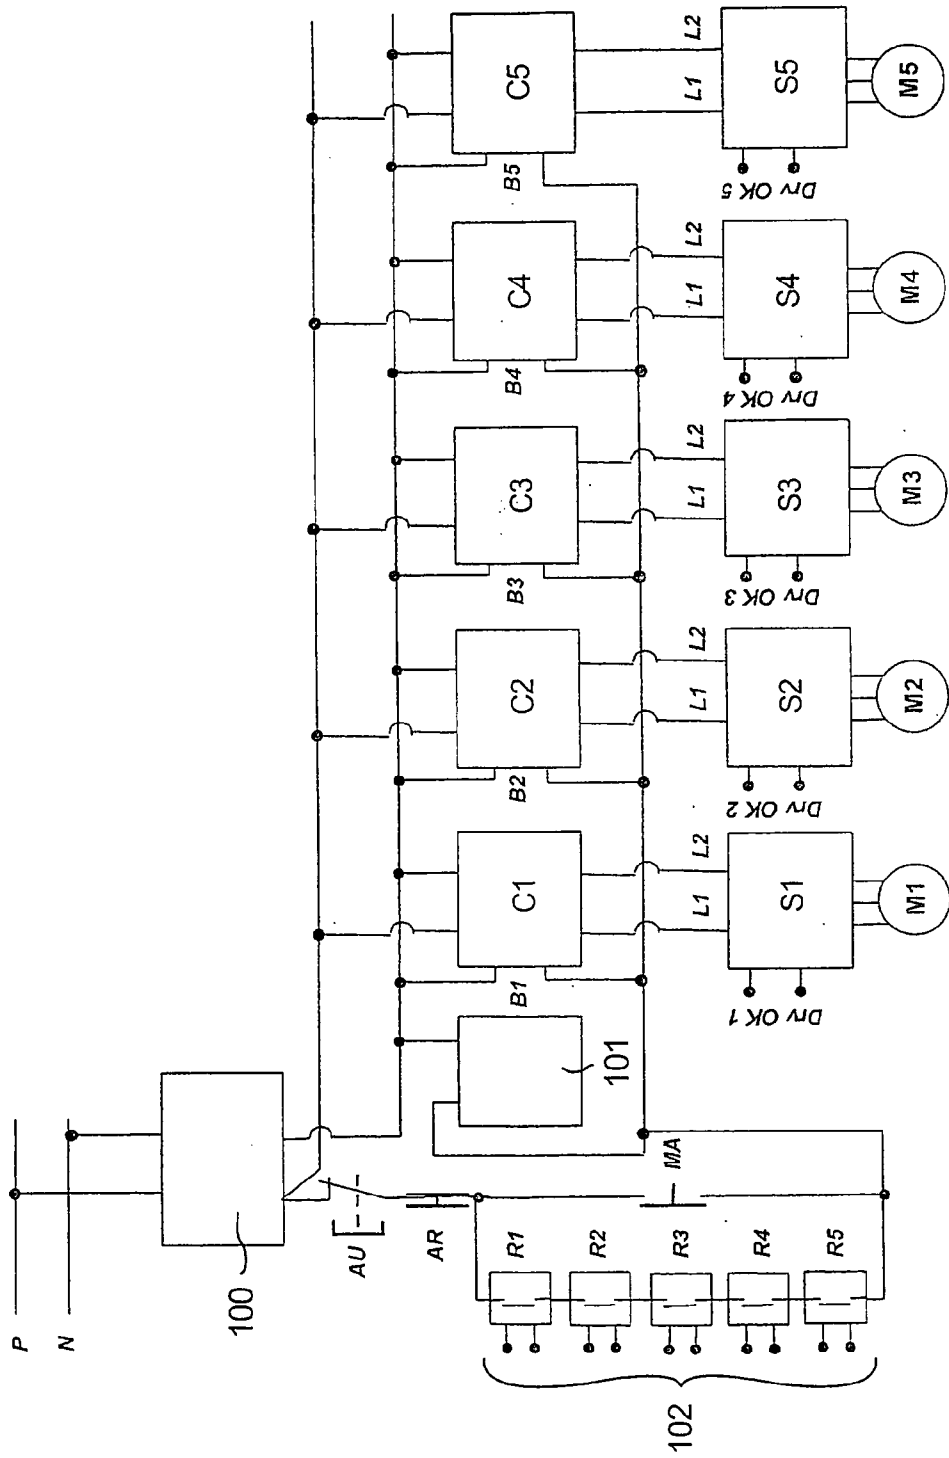 P
N
100
AU
AR
MA
R1
R2
R3
R4
R5
102
101
B1
B2
B3
B4
B5
C1
C2
C3
C4
C5
L1
L2
L1
L2
L1
L2
L1
L2
L1
L2
S1
S2
S3
S4
S5
Drv OK 1
Drv OK 2
Drv OK 3
Drv OK 4
Drv OK 5
M1
M2
M3
M4
M5